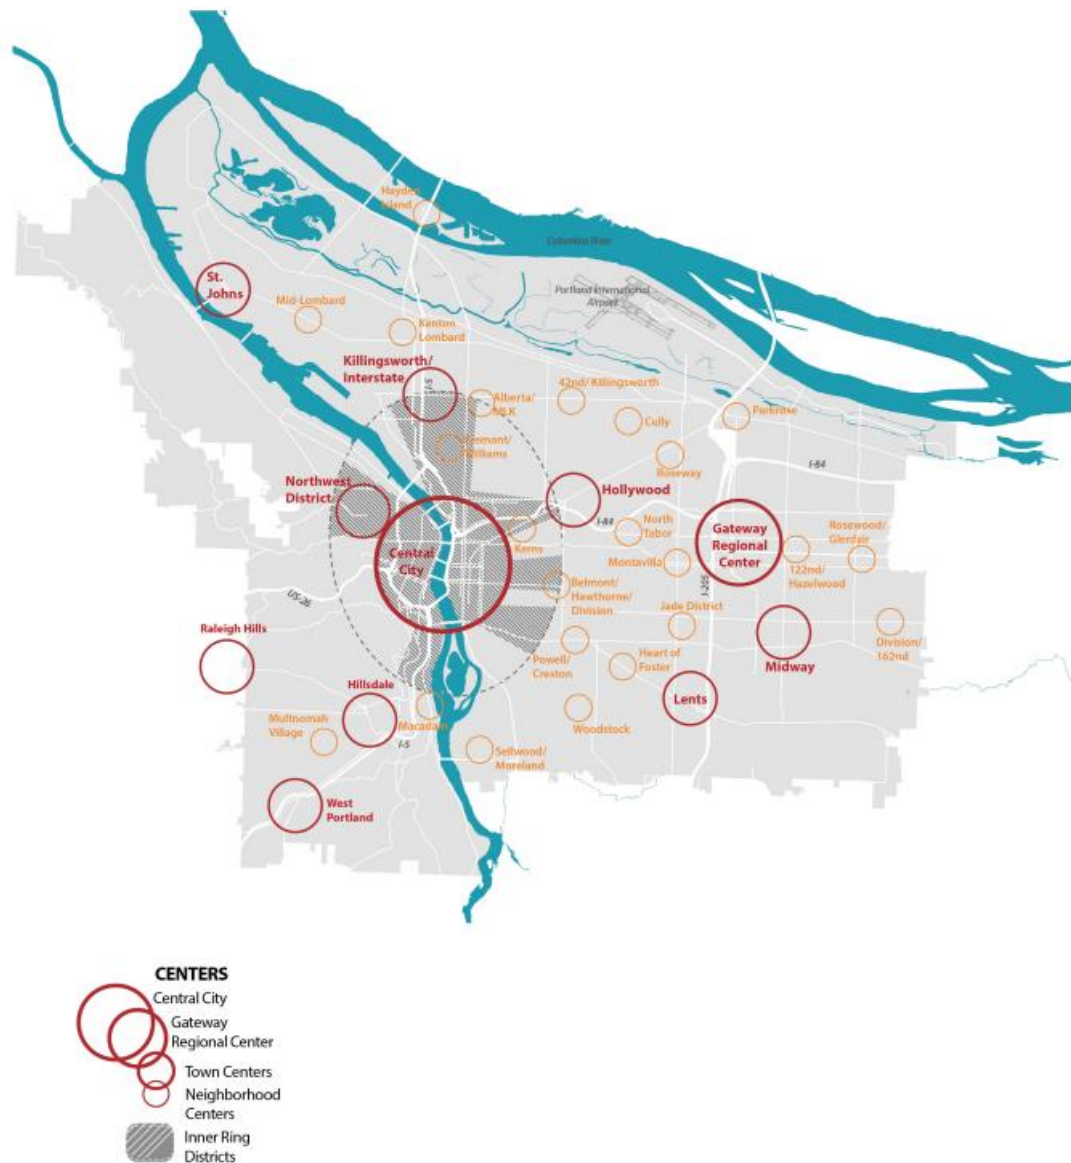 Hayden
Island
Columbia River
St.
Johns
Portland International
Airport
Mid-Lombard
Kenton
Lombard
Killingsworth/
Interstate
I-5
42nd/ Killingsworth
Alberta/
MLK
Parkrose
Cully
Fremont/
Williams
Roseway
I-84
Northwest
District
Hollywood
I-84
North
Tabor
Gateway
Regional
Center
Rosewood/
Glenfair
Kerns
Central
City
Montavilla
122nd/
Hazelwood
Belmont/
Hawthorne/
Division
I-205
US-26
Jade District
Raleigh Hills
Division/
162nd
Powell/
Creston
Heart of
Foster
Midway
Hillsdale
Lents
Multnomah
Village
Macadam
Woodstock
I-5
Sellwood/
Moreland
West
Portland
CENTERS
Central City
Gateway
Regional Center
Town Centers
Neighborhood
Centers
Inner Ring
Districts